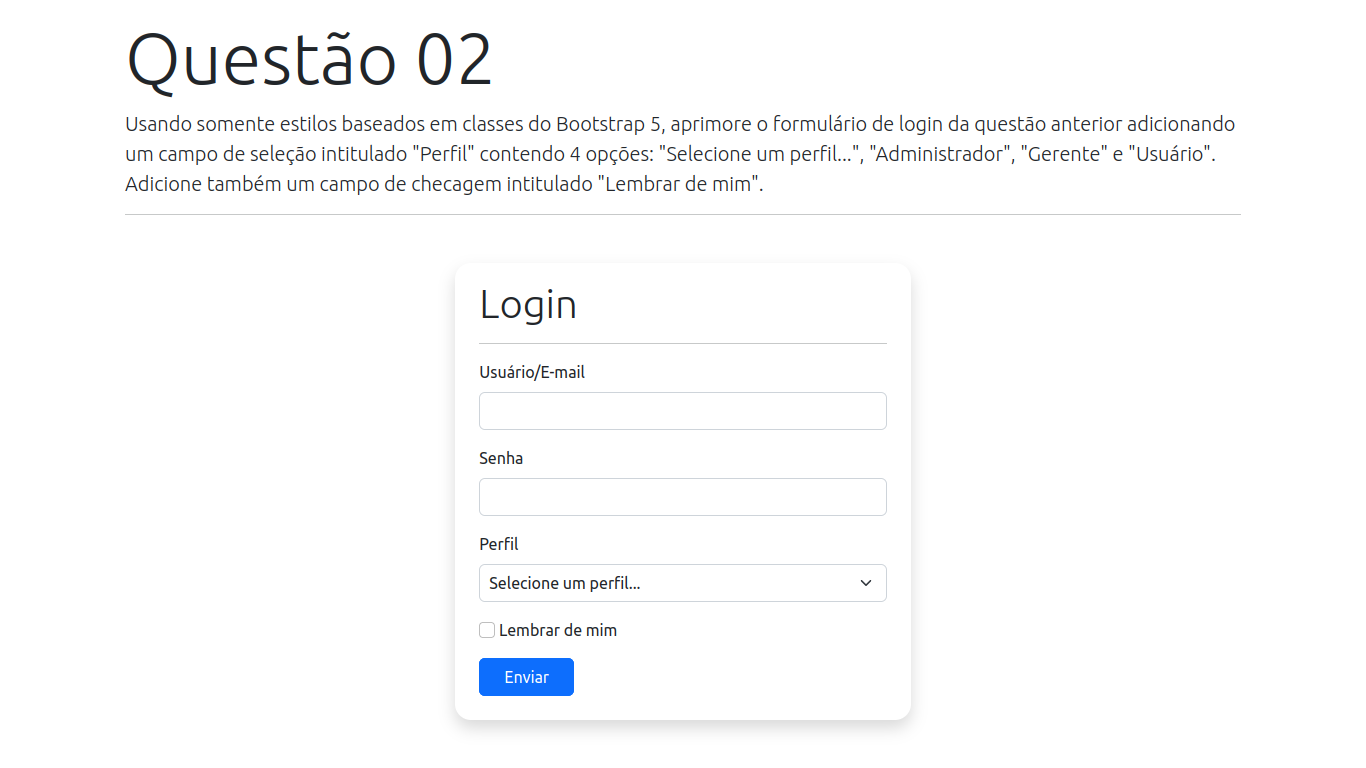 Questão 02
Usando somente estilos baseados em classes do Bootstrap 5, aprimore o formulário de login da questão anterior adicionando
um campo de seleção intitulado "Perfil" contendo 4 opções: "Selecione um perfil...", "Administrador", "Gerente" e "Usuário".
Adicione também um campo de checagem intitulado "Lembrar de mim".
Login
Usuário/E-mail
Senha
Perfil
Selecione um perfil...
Lembrar de mim
Enviar